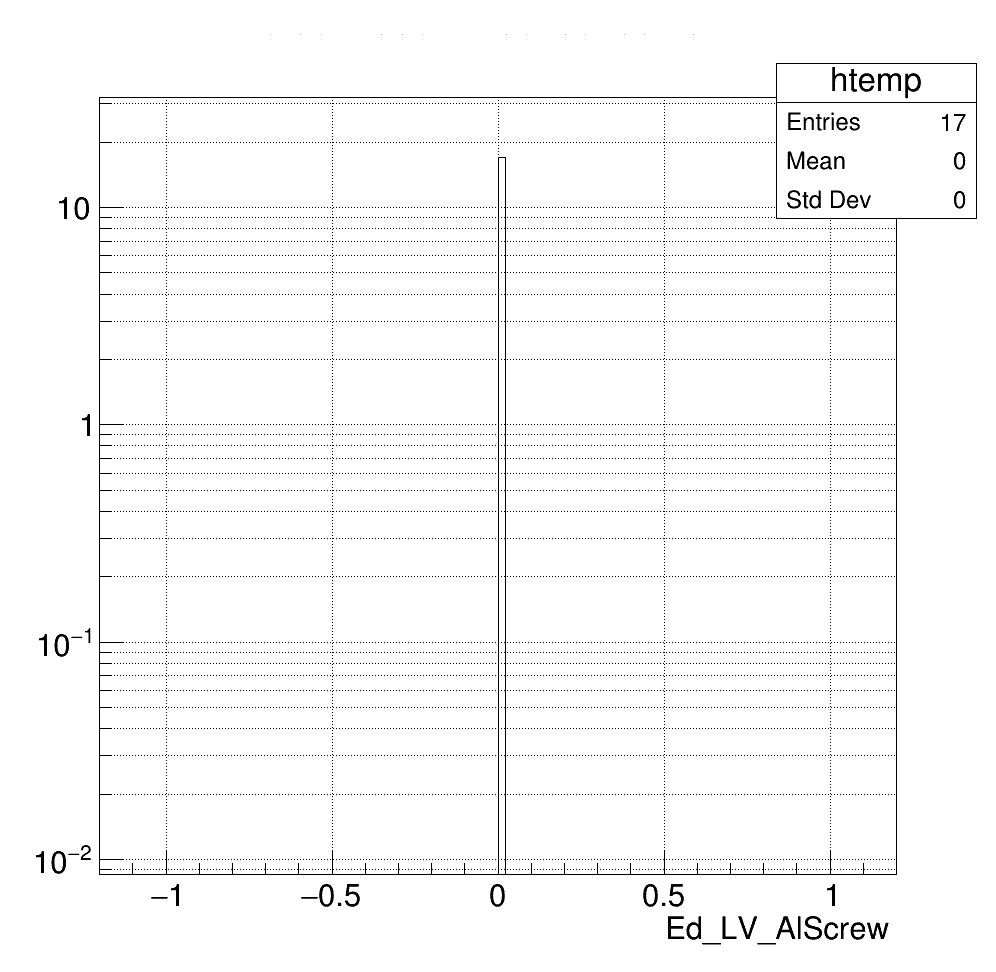 htemp
Entries 17
Mean 0
Std Dev 0
10
1
10⁻¹
10⁻²
−1 −0.5 0 0.5 1
Ed_LV_AlScrew